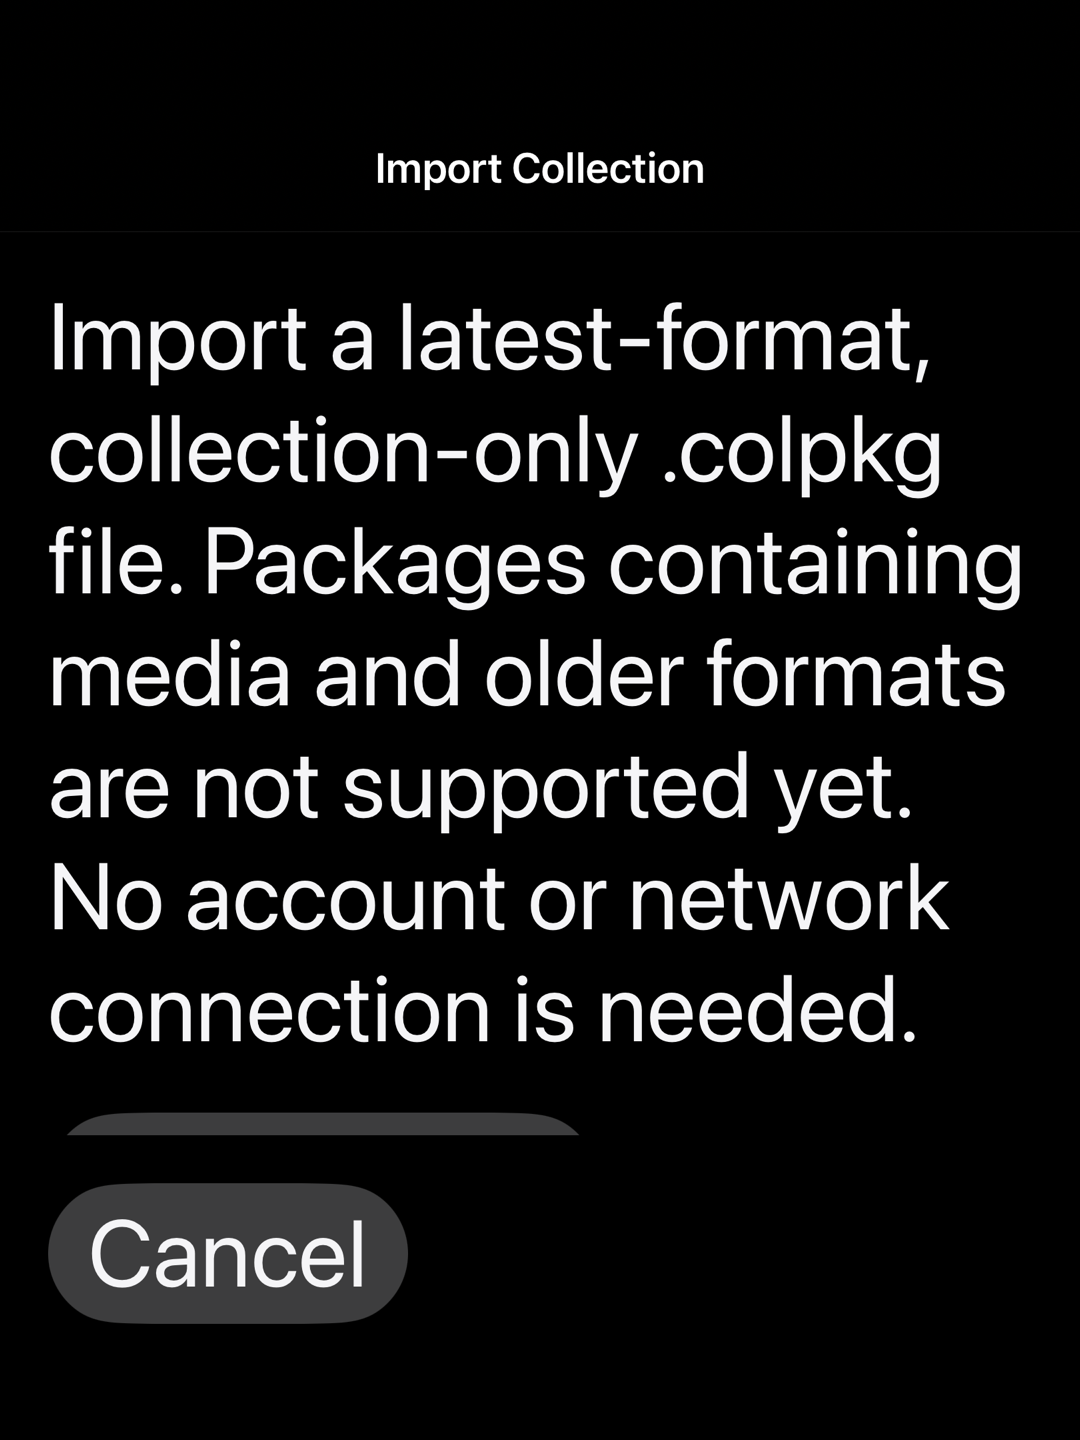 Import Collection
Import a latest-format,
collection-only .colpkg
file. Packages containing
media and older formats
are not supported yet.
No account or network
connection is needed.
Cancel